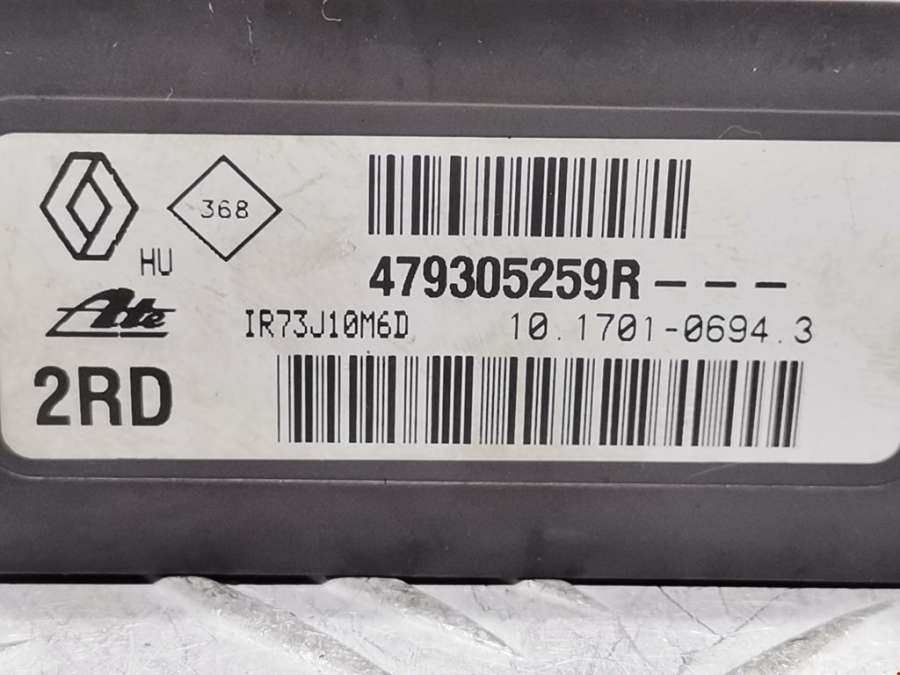 368
HU
479305259R---
Ate
IR73J10M6D 10.1701-0694.3
2RD